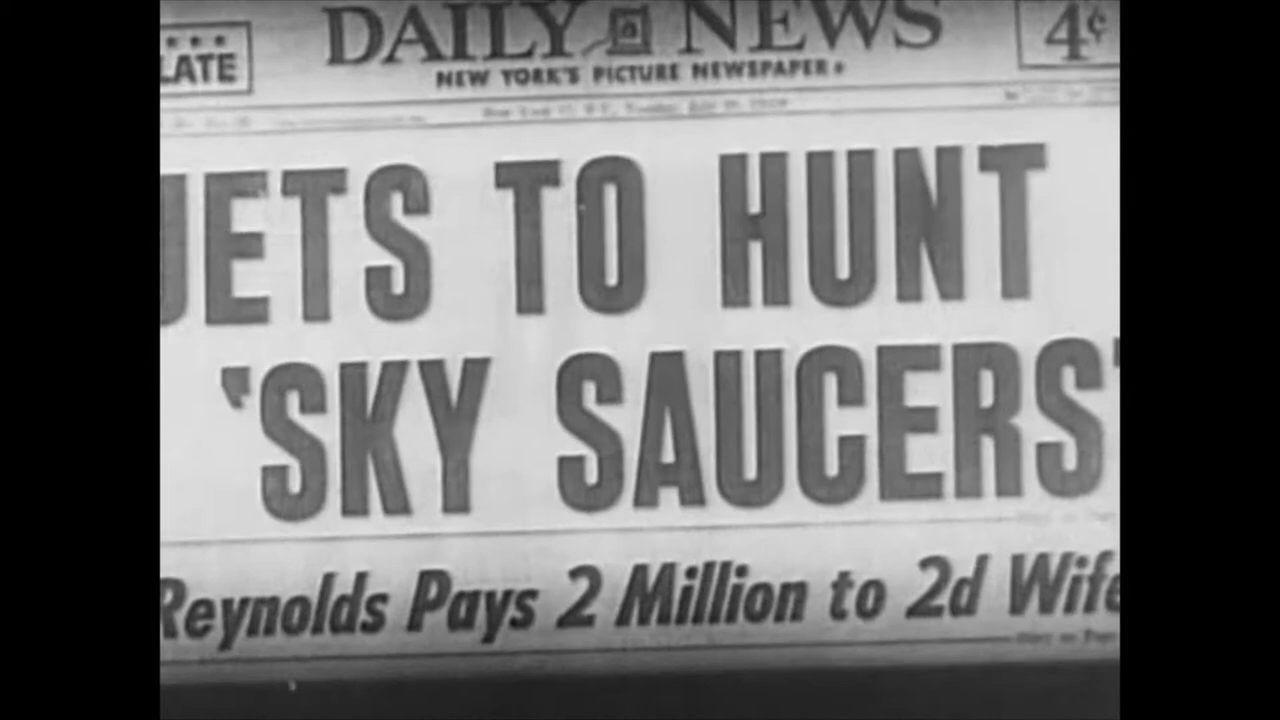 LATE
DAILY NEWS
4¢
NEW YORK'S PICTURE NEWSPAPER
JETS TO HUNT
'SKY SAUCERS'
Reynolds Pays 2 Million to 2d Wife